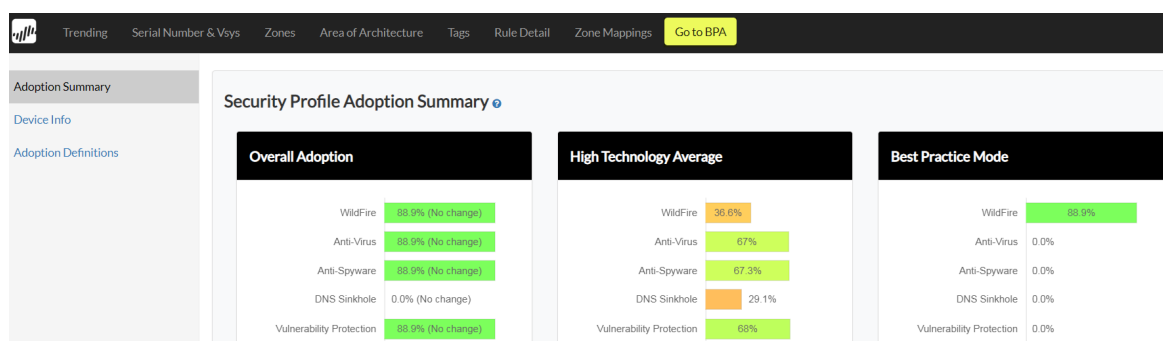 Trending Serial Number & Vsys Zones Area of Architecture Tags Rule Detail Zone Mappings Go to BPA
Adoption Summary
Device Info
Adoption Definitions
Security Profile Adoption Summary ?
Overall Adoption
WildFire 88.9% (No change)
Anti-Virus 88.9% (No change)
Anti-Spyware 88.9% (No change)
DNS Sinkhole 0.0% (No change)
Vulnerability Protection 88.9% (No change)
High Technology Average
WildFire 36.6%
Anti-Virus 67%
Anti-Spyware 67.3%
DNS Sinkhole 29.1%
Vulnerability Protection 68%
Best Practice Mode
WildFire 88.9%
Anti-Virus 0.0%
Anti-Spyware 0.0%
DNS Sinkhole 0.0%
Vulnerability Protection 0.0%